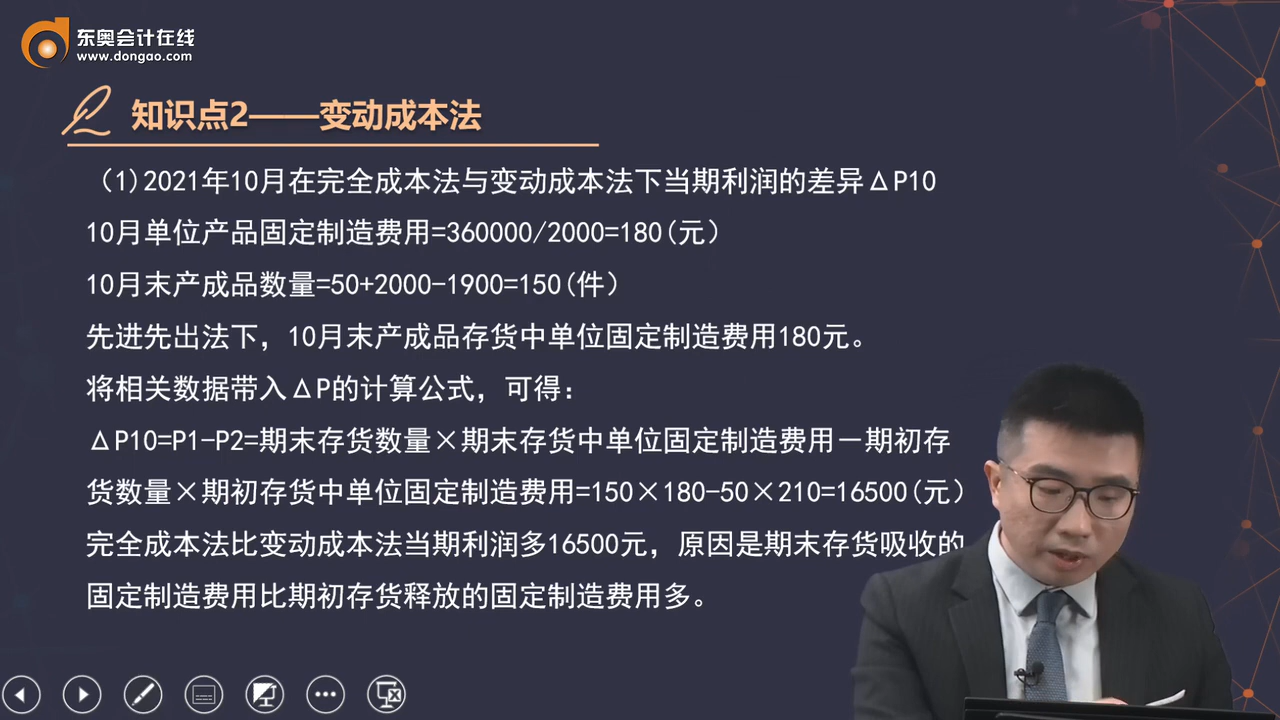 东奥会计在线
www.dongao.com
知识点2——变动成本法
（1)2021年10月在完全成本法与变动成本法下当期利润的差异ΔP10
10月单位产品固定制造费用=360000/2000=180(元）
10月末产成品数量=50+2000-1900=150(件）
先进先出法下，10月末产成品存货中单位固定制造费用180元。
将相关数据带入ΔP的计算公式，可得：
ΔP10=P1-P2=期末存货数量×期末存货中单位固定制造费用－期初存
货数量×期初存货中单位固定制造费用=150×180-50×210=16500(元）
完全成本法比变动成本法当期利润多16500元，原因是期末存货吸收的
固定制造费用比期初存货释放的固定制造费用多。